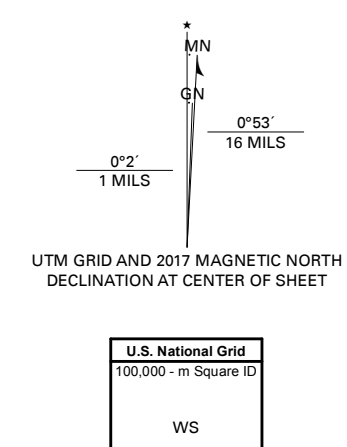 ★
MN
GN
0°53´
16 MILS
0°2´
1 MILS
UTM GRID AND 2017 MAGNETIC NORTH
DECLINATION AT CENTER OF SHEET
U.S. National Grid
100,000 - m Square ID
WS